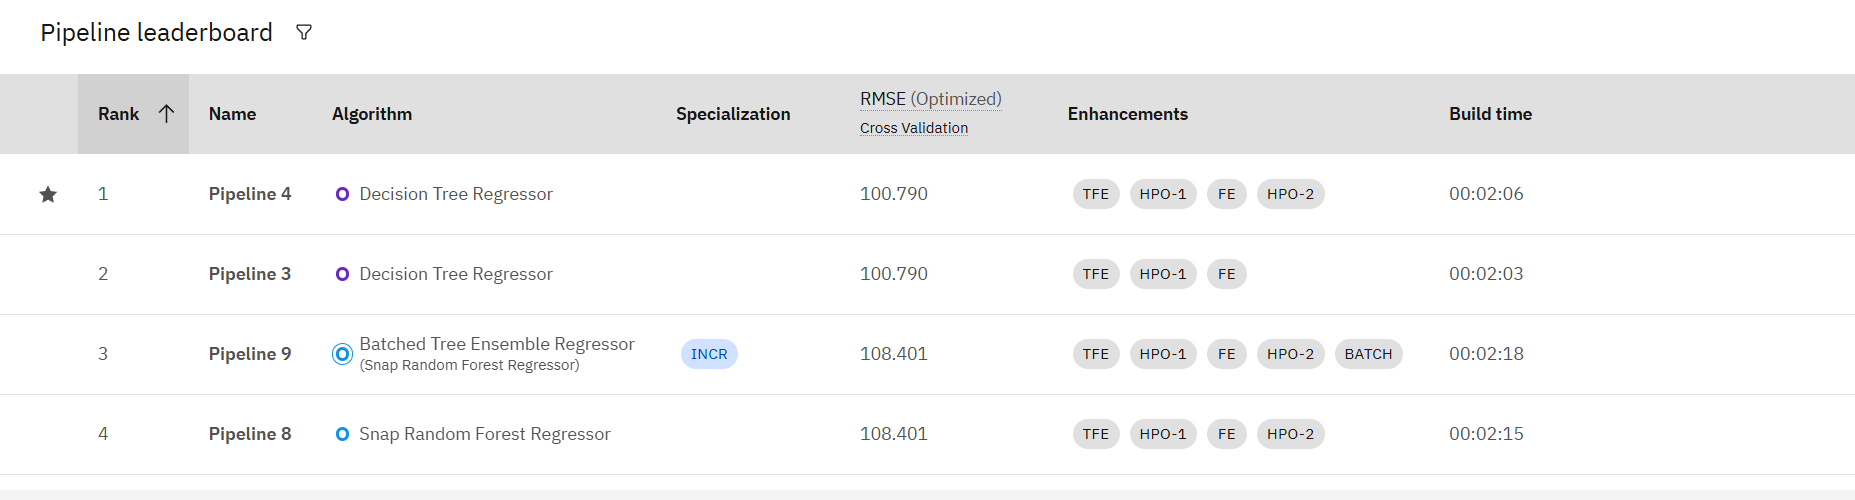 Pipeline leaderboard
Rank Name Algorithm Specialization RMSE (Optimized) Cross Validation Enhancements Build time
1 Pipeline 4 Decision Tree Regressor 100.790 TFE HPO-1 FE HPO-2 00:02:06
2 Pipeline 3 Decision Tree Regressor 100.790 TFE HPO-1 FE 00:02:03
3 Pipeline 9 Batched Tree Ensemble Regressor (Snap Random Forest Regressor) INCR 108.401 TFE HPO-1 FE HPO-2 BATCH 00:02:18
4 Pipeline 8 Snap Random Forest Regressor 108.401 TFE HPO-1 FE HPO-2 00:02:15